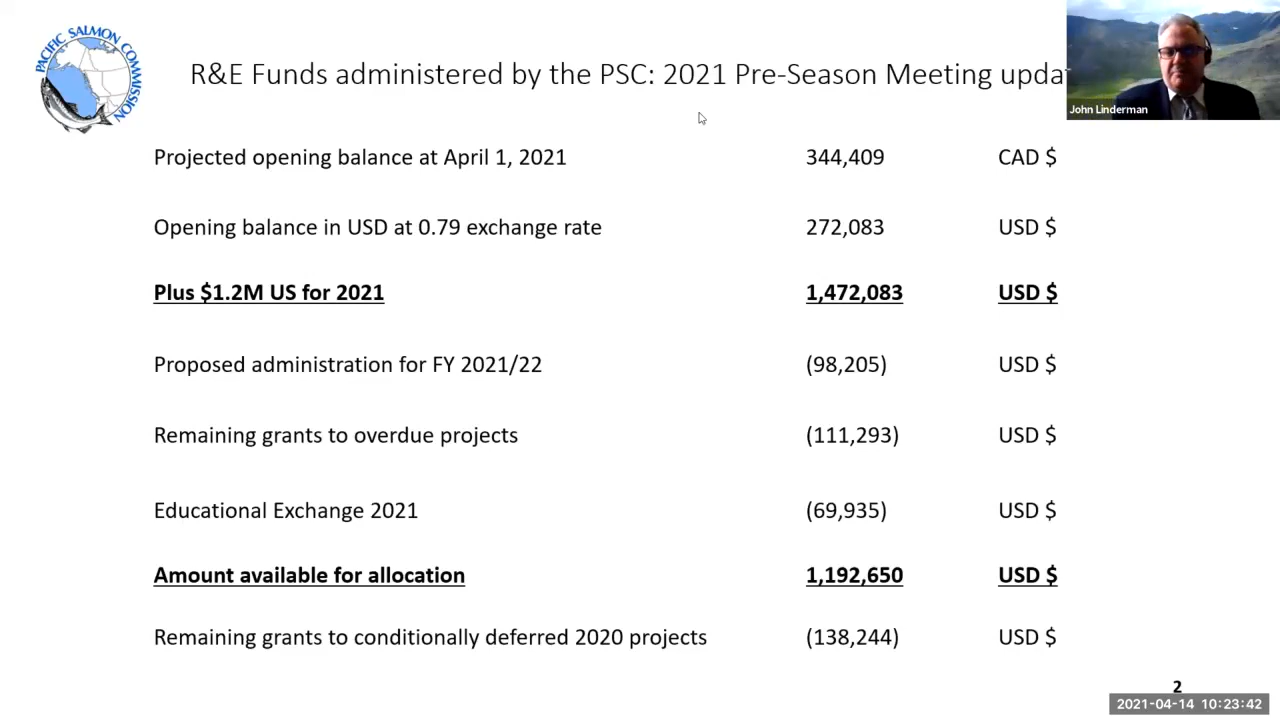 PACIFIC SALMON COMMISSION
R&E Funds administered by the PSC: 2021 Pre-Season Meeting updat
John Linderman
Projected opening balance at April 1, 2021 344,409 CAD $
Opening balance in USD at 0.79 exchange rate 272,083 USD $
Plus $1.2M US for 2021 1,472,083 USD $
Proposed administration for FY 2021/22 (98,205) USD $
Remaining grants to overdue projects (111,293) USD $
Educational Exchange 2021 (69,935) USD $
Amount available for allocation 1,192,650 USD $
Remaining grants to conditionally deferred 2020 projects (138,244) USD $
2
2021-04-14 10:23:42